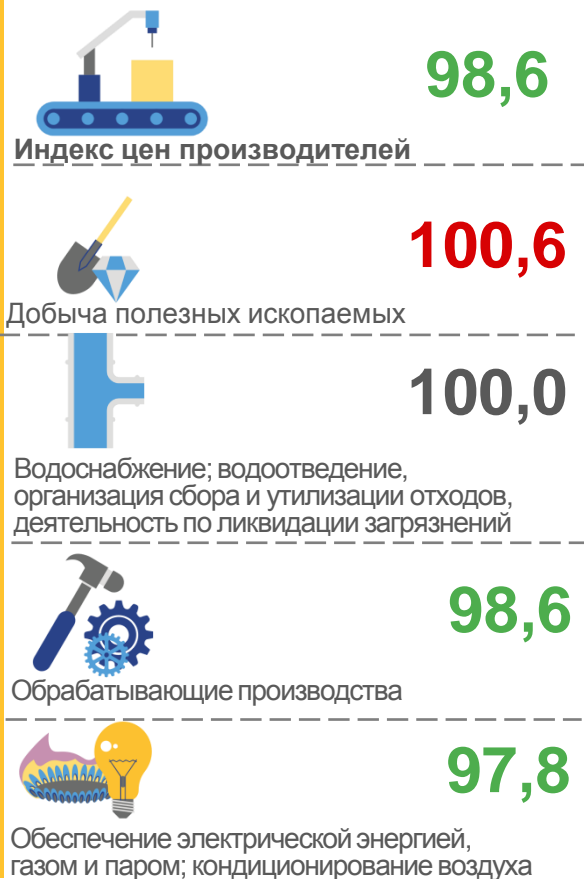 98,6
Индекс цен производителей
100,6
Добыча полезных ископаемых
100,0
Водоснабжение; водоотведение,
организация сбора и утилизации отходов,
деятельность по ликвидации загрязнений
98,6
Обрабатывающие производства
97,8
Обеспечение электрической энергией,
газом и паром; кондиционирование воздуха